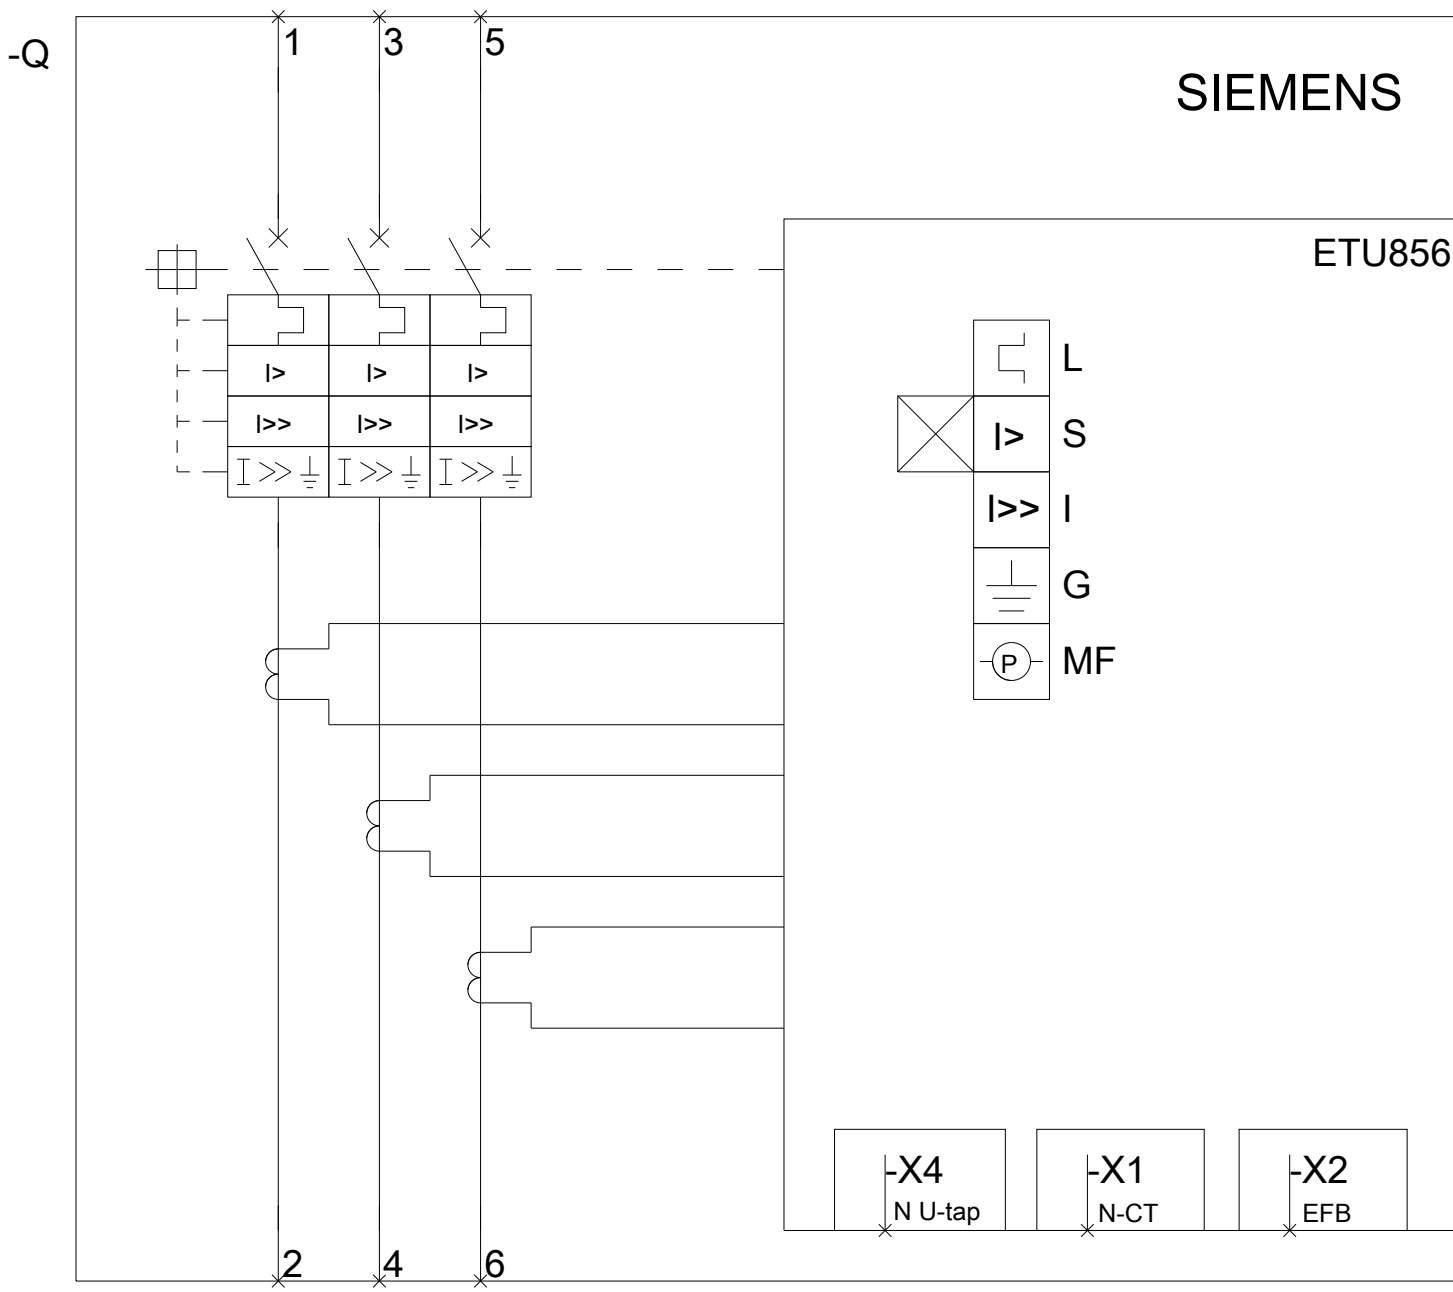 -Q
1 3 5
SIEMENS
ETU856
I> I> I>
I>> I>> I>>
I >> I >> I >>
L
I> S
I>> I
G
P MF
-X4 -X1 -X2
N U-tap N-CT EFB
2 4 6